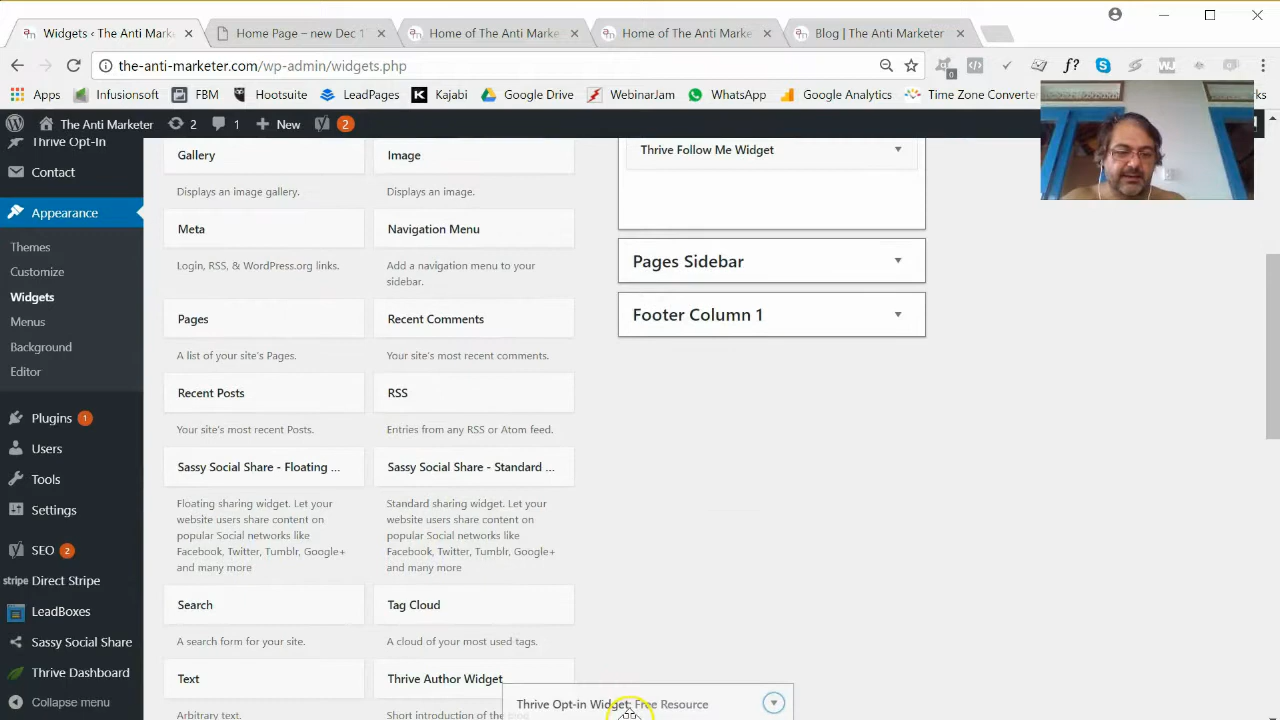 Widgets ‹ The Anti Mark
Home Page – new Dec 1
Home of The Anti Market
Home of The Anti Market
Blog | The Anti Marketer
the-anti-marketer.com/wp-admin/widgets.php
Apps
Infusionsoft
FBM
Hootsuite
LeadPages
Kajabi
Google Drive
WebinarJam
WhatsApp
Google Analytics
Time Zone Converter
The Anti Marketer
2
1
New
2
Thrive Opt-In
Contact
Appearance
Themes
Customize
Widgets
Menus
Background
Editor
Plugins 1
Users
Tools
Settings
SEO 2
stripe Direct Stripe
LeadBoxes
Sassy Social Share
Thrive Dashboard
Collapse menu
Gallery
Displays an image gallery.
Image
Displays an image.
Meta
Login, RSS, & WordPress.org links.
Navigation Menu
Add a navigation menu to your
sidebar.
Pages
A list of your site's Pages.
Recent Comments
Your site's most recent comments.
Recent Posts
Your site's most recent Posts.
RSS
Entries from any RSS or Atom feed.
Sassy Social Share - Floating ...
Floating sharing widget. Let your
website users share content on
popular Social networks like
Facebook, Twitter, Tumblr, Google+
and many more
Sassy Social Share - Standard ...
Standard sharing widget. Let your
website users share content on
popular Social networks like
Facebook, Twitter, Tumblr, Google+
and many more
Search
A search form for your site.
Tag Cloud
A cloud of your most used tags.
Text
Arbitrary text.
Thrive Author Widget
Short introduction of the blog
Thrive Follow Me Widget
Pages Sidebar
Footer Column 1
Thrive Opt-in Widget: Free Resource